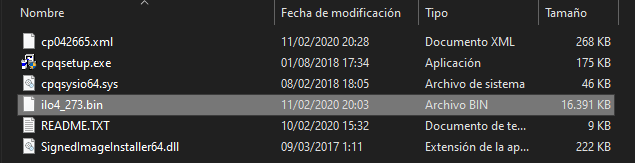 Nombre Fecha de modificación Tipo Tamaño
cp042665.xml 11/02/2020 20:28 Documento XML 268 KB
cpqsetup.exe 01/08/2018 17:34 Aplicación 175 KB
cpqsysio64.sys 08/02/2018 18:05 Archivo de sistema 46 KB
ilo4_273.bin 11/02/2020 20:03 Archivo BIN 16.391 KB
README.TXT 10/02/2020 15:32 Documento de te... 9 KB
SignedImageInstaller64.dll 09/03/2017 1:11 Extensión de la ap... 222 KB